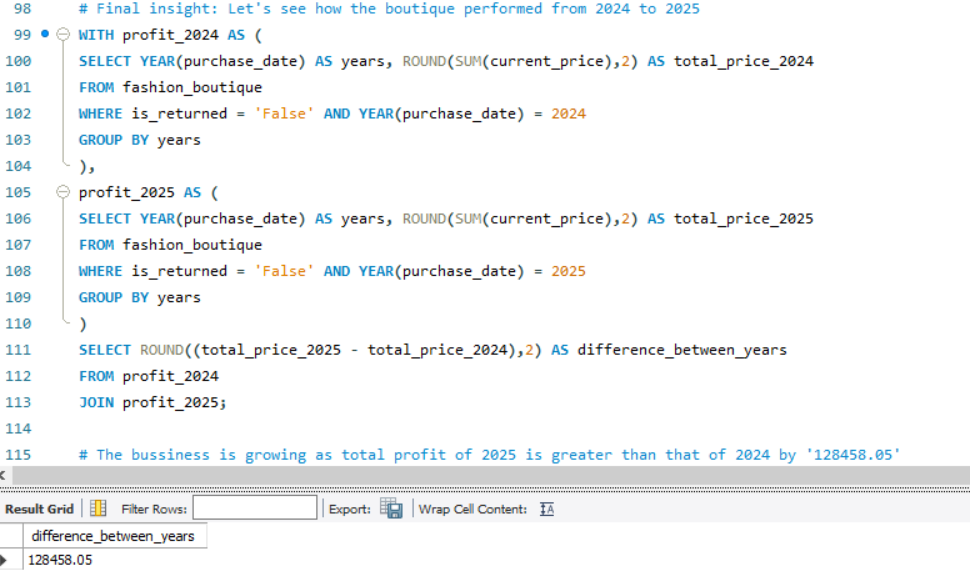 98 # Final insight: Let's see how the boutique performed from 2024 to 2025
99 WITH profit_2024 AS (
100 SELECT YEAR(purchase_date) AS years, ROUND(SUM(current_price),2) AS total_price_2024
101 FROM fashion_boutique
102 WHERE is_returned = 'False' AND YEAR(purchase_date) = 2024
103 GROUP BY years
104 ),
105 profit_2025 AS (
106 SELECT YEAR(purchase_date) AS years, ROUND(SUM(current_price),2) AS total_price_2025
107 FROM fashion_boutique
108 WHERE is_returned = 'False' AND YEAR(purchase_date) = 2025
109 GROUP BY years
110 )
111 SELECT ROUND((total_price_2025 - total_price_2024),2) AS difference_between_years
112 FROM profit_2024
113 JOIN profit_2025;
114
115 # The bussiness is growing as total profit of 2025 is greater than that of 2024 by '128458.05'
Result Grid Filter Rows: Export: Wrap Cell Content:
difference_between_years
128458.05